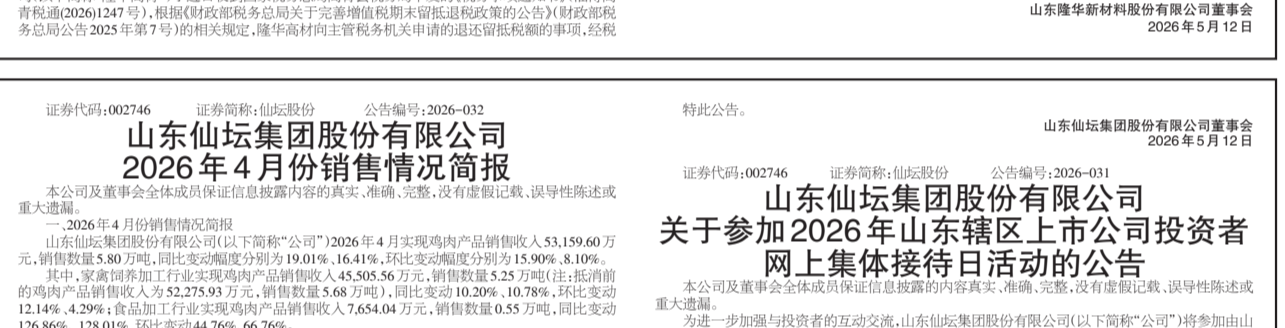 青税通(2026)1247号),根据《财政部税务总局关于完善增值税期末留抵退税政策的公告》(财政部税
务总局公告2025年第7号)的相关规定,隆华高材向主管税务机关申请的退还留抵税额的事项,经税
山东隆华新材料股份有限公司董事会
2026年5月12日
证券代码:002746 证券简称:仙坛股份 公告编号:2026-032
山东仙坛集团股份有限公司
2026年4月份销售情况简报
本公司及董事会全体成员保证信息披露内容的真实、准确、完整,没有虚假记载、误导性陈述或
重大遗漏。
一、2026年4月份销售情况简报
山东仙坛集团股份有限公司(以下简称“公司”)2026年4月实现鸡肉产品销售收入53,159.60万
元,销售数量5.80万吨,同比变动幅度分别为19.01%、16.41%,环比变动幅度分别为15.90%、8.10%。
其中,家禽饲养加工行业实现鸡肉产品销售收入45,505.56万元,销售数量5.25万吨(注:抵消前
的鸡肉产品销售收入为52,275.93万元,销售数量5.68万吨),同比变动10.20%、10.78%,环比变动
12.14%、4.29%;食品加工行业实现鸡肉产品销售收入7,654.04万元,销售数量0.55万吨,同比变动
126.86%、128.01%,环比变动44.76%、66.76%。
特此公告。
山东仙坛集团股份有限公司董事会
2026年5月12日
证券代码:002746 证券简称:仙坛股份 公告编号:2026-031
山东仙坛集团股份有限公司
关于参加2026年山东辖区上市公司投资者
网上集体接待日活动的公告
本公司及董事会全体成员保证信息披露的内容真实、准确、完整,没有虚假记载、误导性陈述或
重大遗漏。
为进一步加强与投资者的互动交流,山东仙坛集团股份有限公司(以下简称“公司”)将参加由山